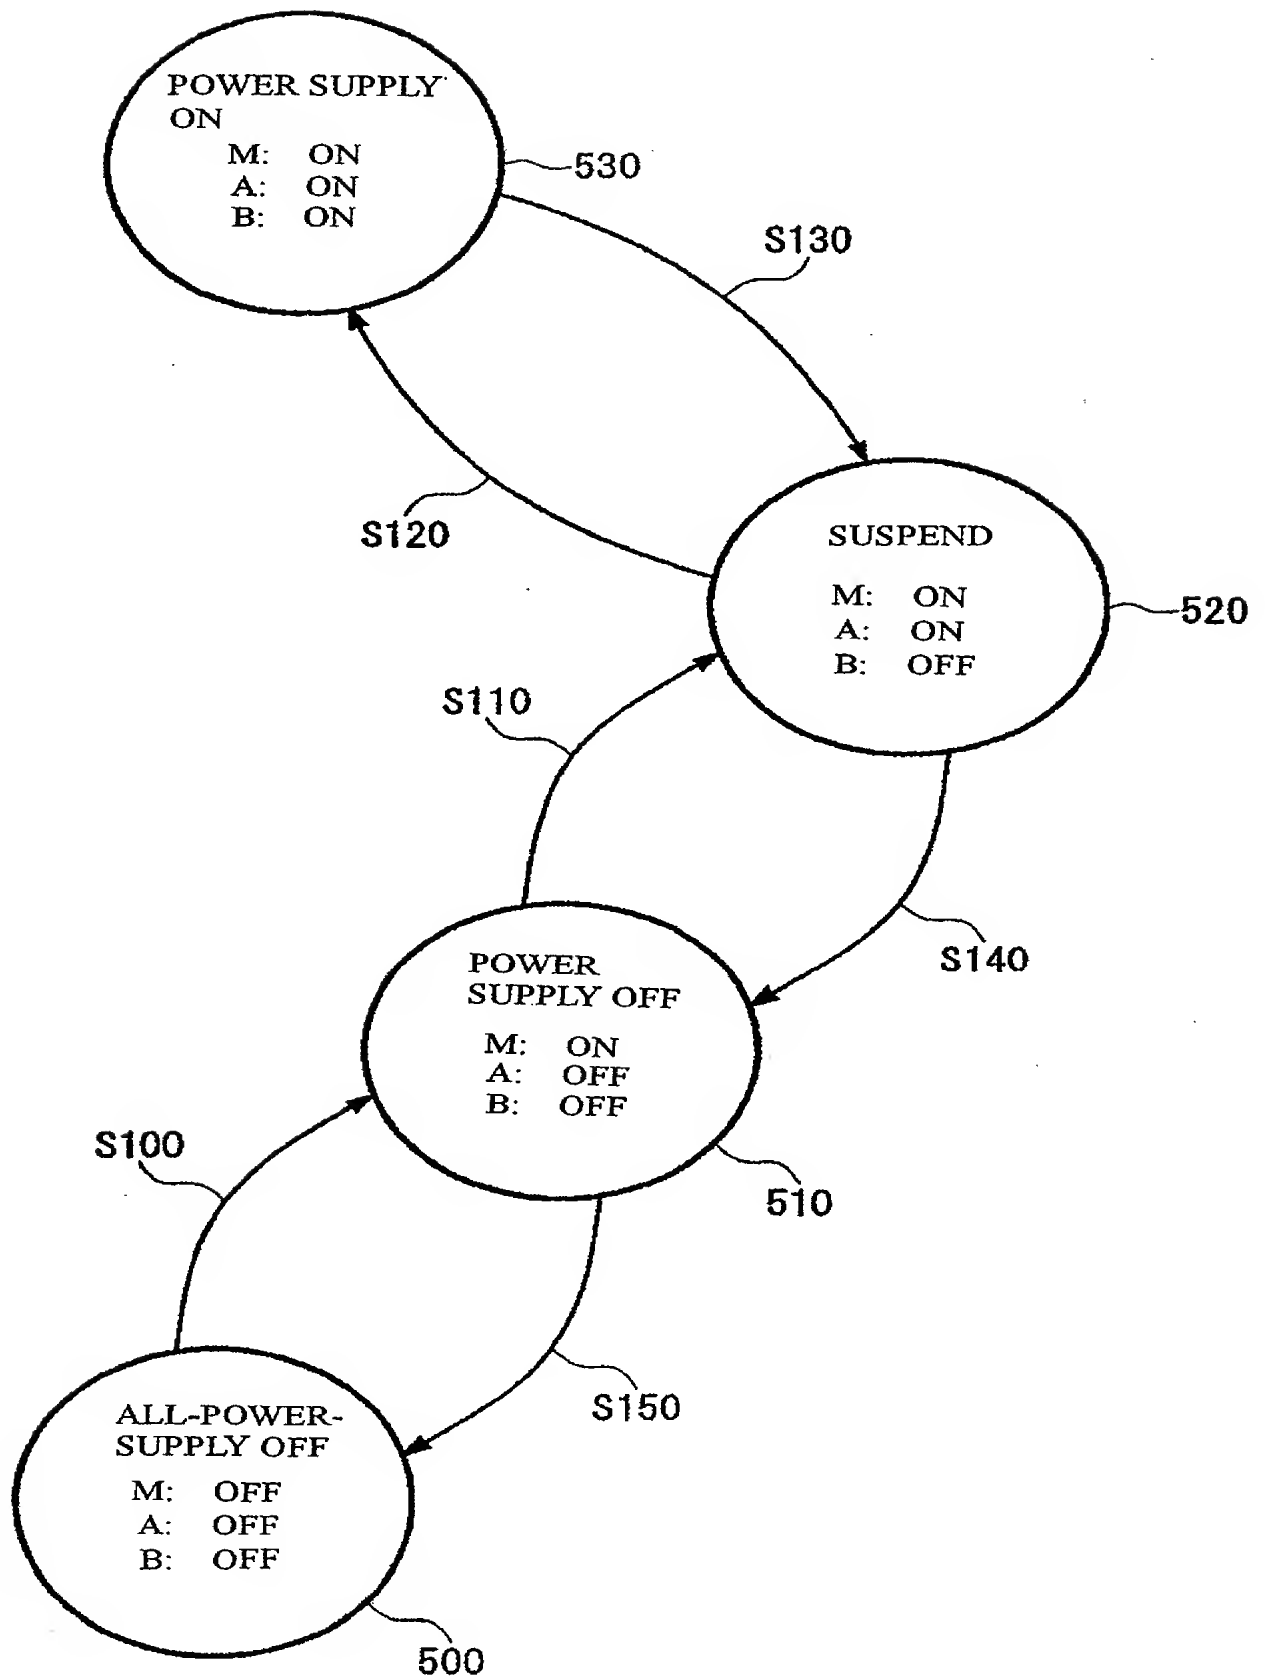 POWER SUPPLY
ON
M: ON
A: ON
B: ON
530
S130
S120
SUSPEND
M: ON
A: ON
B: OFF
520
S110
S140
POWER
SUPPLY OFF
M: ON
A: OFF
B: OFF
510
S100
S150
ALL-POWER-
SUPPLY OFF
M: OFF
A: OFF
B: OFF
500